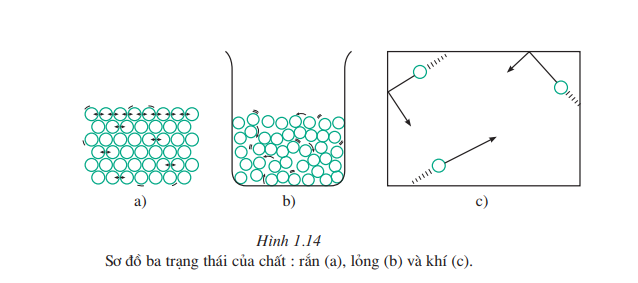 a)
b)
c)
Hình 1.14
Sơ đồ ba trạng thái của chất : rắn (a), lỏng (b) và khí (c).